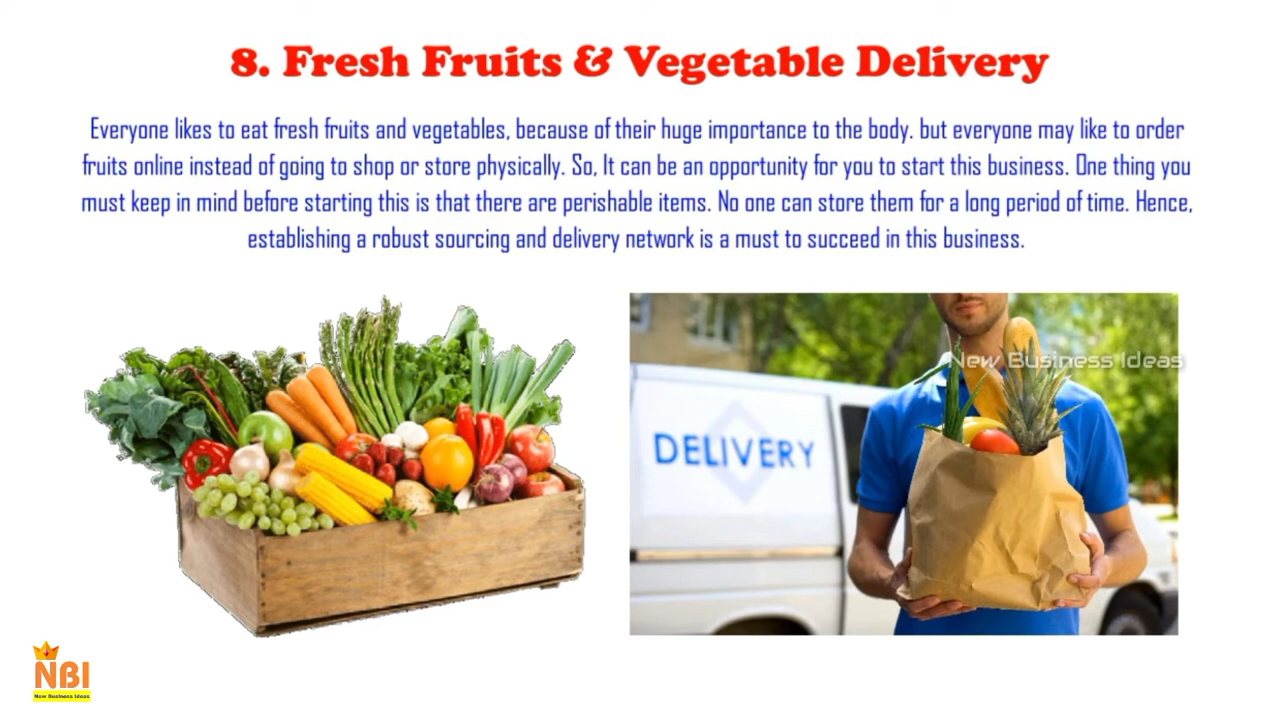 8. Fresh Fruits & Vegetable Delivery
Everyone likes to eat fresh fruits and vegetables, because of their huge importance to the body. but everyone may like to order
fruits online instead of going to shop or store physically. So, It can be an opportunity for you to start this business. One thing you
must keep in mind before starting this is that there are perishable items. No one can store them for a long period of time. Hence,
establishing a robust sourcing and delivery network is a must to succeed in this business.
New Business Ideas
DELIVERY
NBI
New Business Ideas